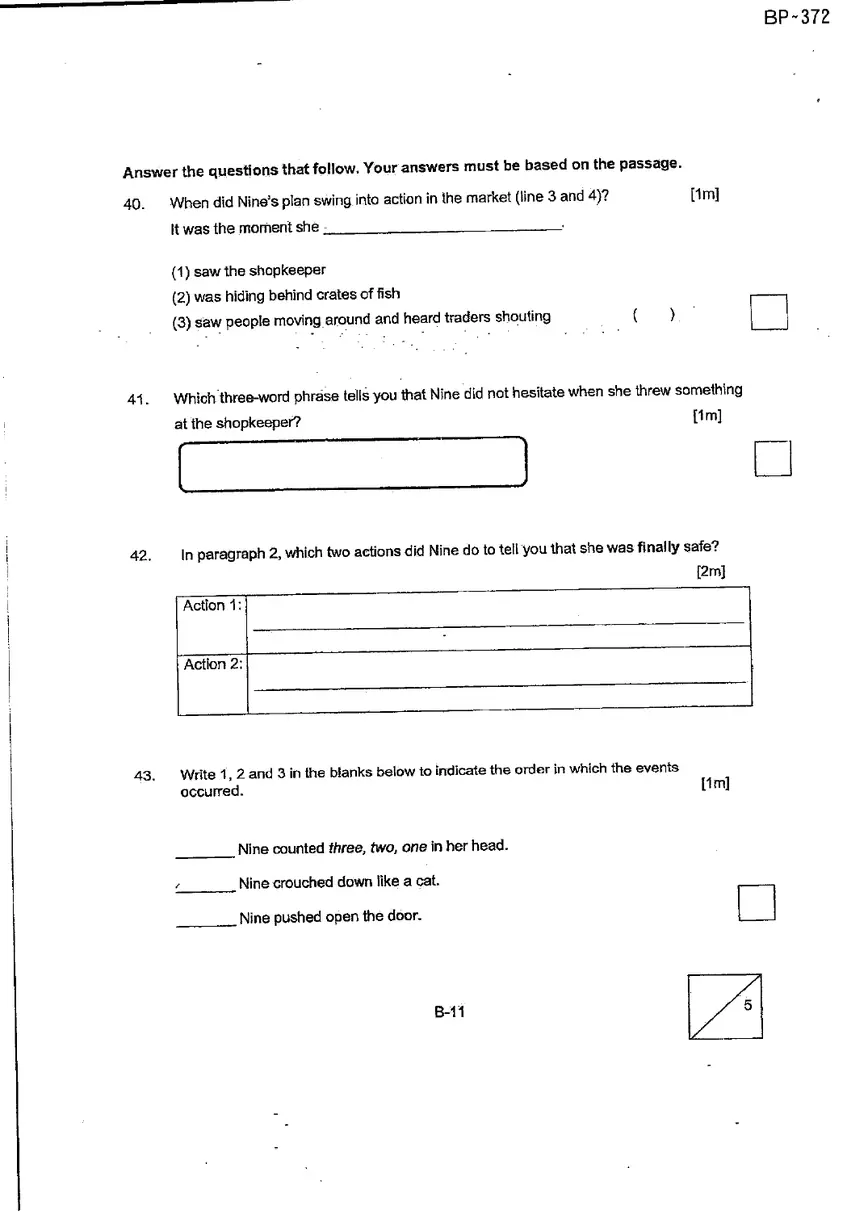 BP-372
Answer the questions that follow. Your answers must be based on the passage.
40. When did Nine's plan swing into action in the market (line 3 and 4)? [1m]
It was the moment she ____________________.
(1) saw the shopkeeper
(2) was hiding behind crates of fish
(3) saw people moving around and heard traders shouting ( )
41. Which three-word phrase tells you that Nine did not hesitate when she threw something
at the shopkeeper? [1m]
42. In paragraph 2, which two actions did Nine do to tell you that she was finally safe?
[2m]
Action 1:
Action 2:
43. Write 1, 2 and 3 in the blanks below to indicate the order in which the events
occurred. [1m]
______ Nine counted three, two, one in her head.
______ Nine crouched down like a cat.
______ Nine pushed open the door.
5
B-11